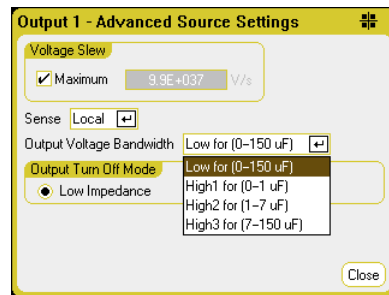 Output 1 - Advanced Source Settings
Voltage Slew
Maximum 9.9E+037 V/s
Sense Local
Output Voltage Bandwidth Low for (0-150 uF)
Low for (0-150 uF)
Output Turn Off Mode
High1 for (0-1 uF)
Low Impedance
High2 for (1-7 uF)
High3 for (7-150 uF)
Close